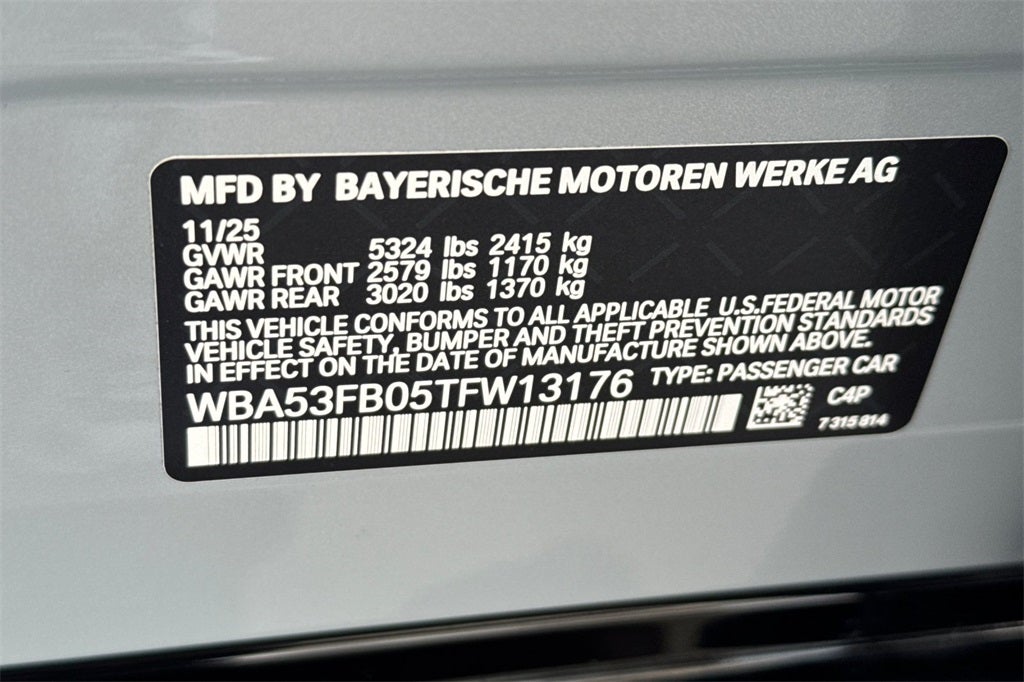 MFD BY BAYERISCHE MOTOREN WERKE AG
11/25
GVWR 5324 lbs 2415 kg
GAWR FRONT 2579 lbs 1170 kg
GAWR REAR 3020 lbs 1370 kg
THIS VEHICLE CONFORMS TO ALL APPLICABLE U.S.FEDERAL MOTOR
VEHICLE SAFETY, BUMPER AND THEFT PREVENTION STANDARDS
IN EFFECT ON THE DATE OF MANUFACTURE SHOWN ABOVE.
WBA53FB05TFW13176 TYPE: PASSENGER CAR
C4P
7 315 814